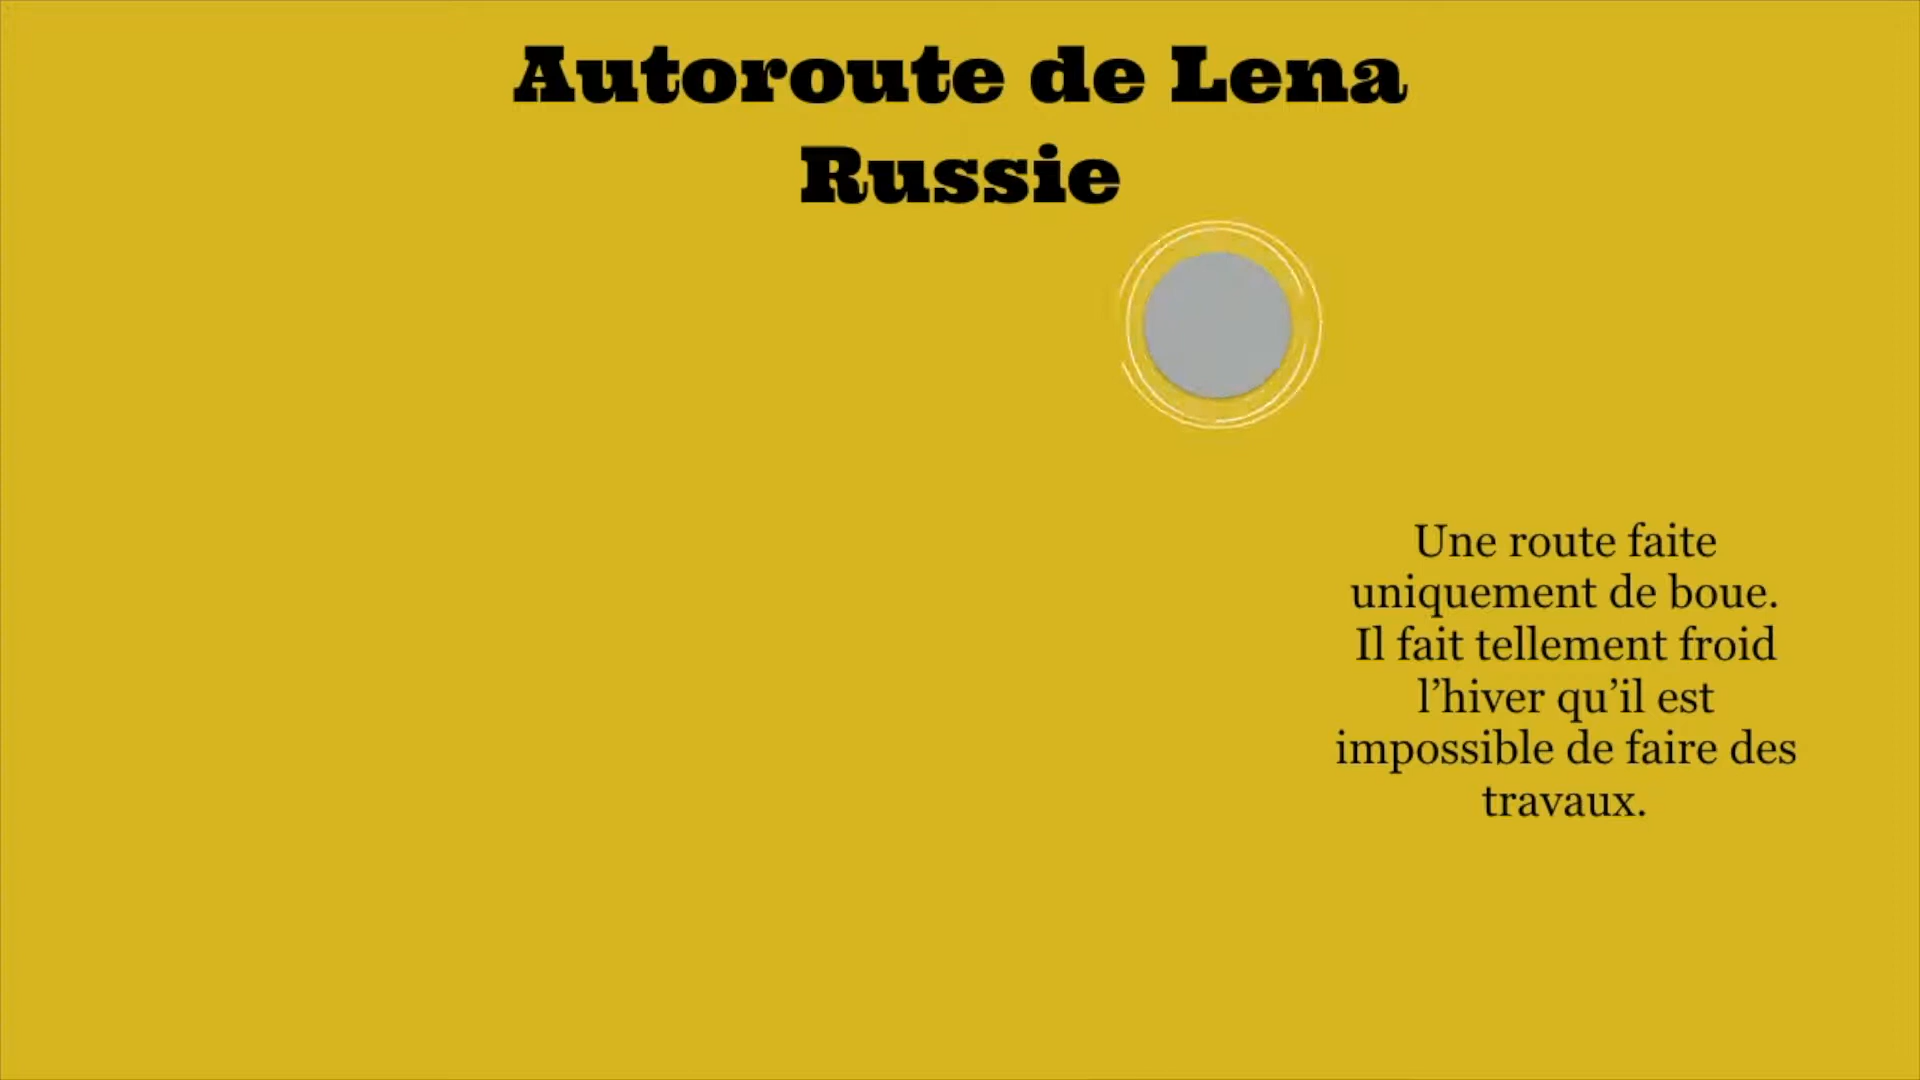 Autoroute de Lena
Russie
Une route faite
uniquement de boue.
Il fait tellement froid
l’hiver qu’il est
impossible de faire des
travaux.